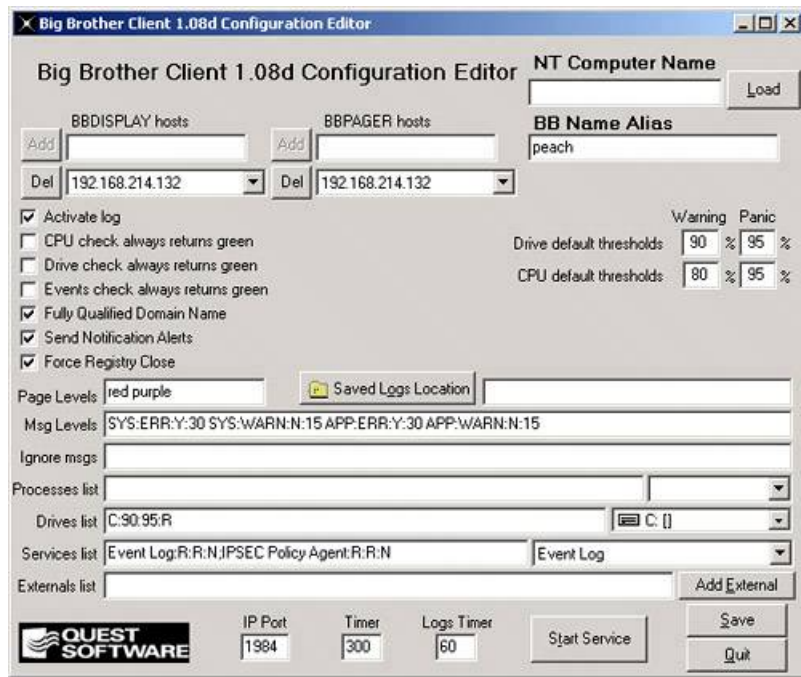 Big Brother Client 1.08d Configuration Editor
Big Brother Client 1.08d Configuration Editor
NT Computer Name
Load
BBDISPLAY hosts
BBPAGER hosts
BB Name Alias
Add
Add
peach
Del 192.168.214.132
Del 192.168.214.132
Activate log
Warning Panic
CPU check always returns green
Drive default thresholds 90 % 95 %
Drive check always returns green
CPU default thresholds 80 % 95 %
Events check always returns green
Fully Qualified Domain Name
Send Notification Alerts
Force Registry Close
Page Levels red purple
Saved Logs Location
Msg Levels SYS:ERR:Y:30 SYS:WARN:N:15 APP:ERR:Y:30 APP:WARN:N:15
Ignore msgs
Processes list
Drives list C:90:95:R
C: []
Services list Event Log:R:R:N;IPSEC Policy Agent:R:R:N
Event Log
Externals list
Add External
QUEST
SOFTWARE
IP Port
1984
Timer
300
Logs Timer
60
Start Service
Save
Quit